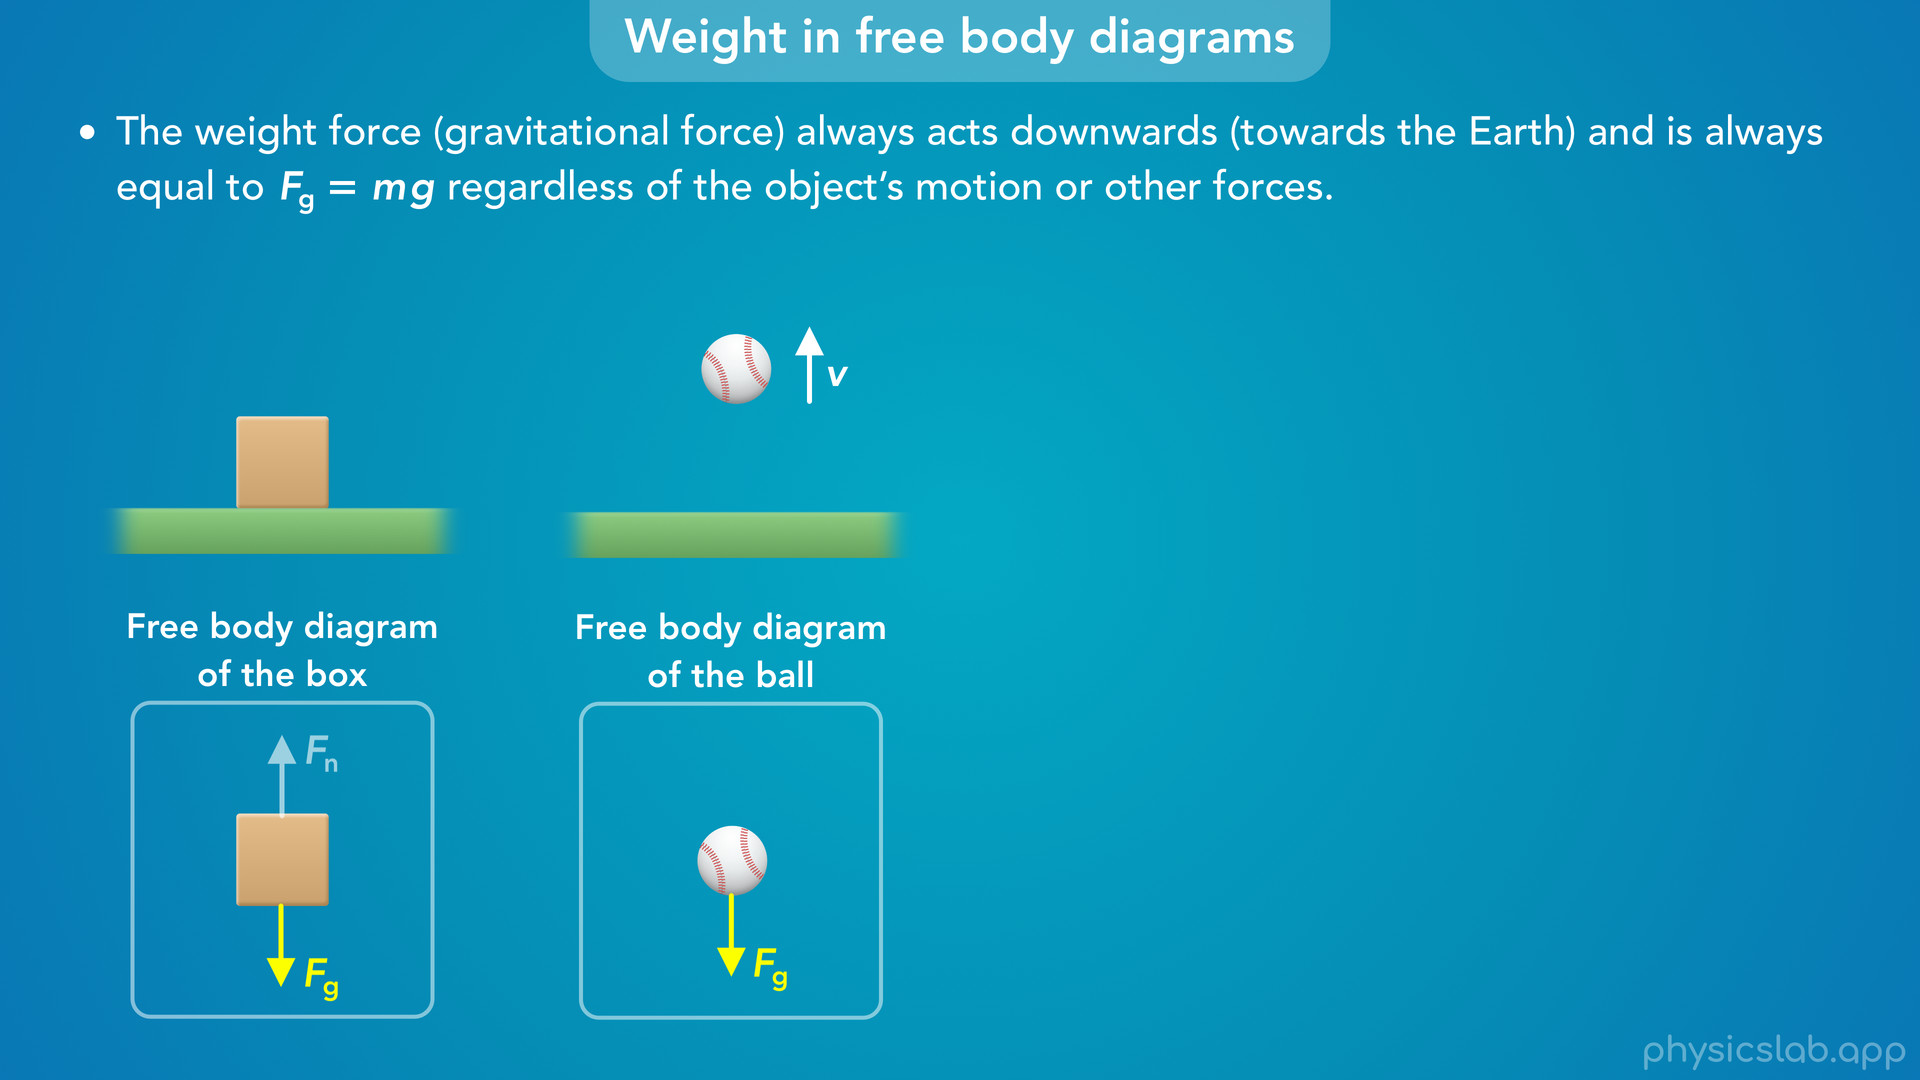 Weight in free body diagrams
• The weight force (gravitational force) always acts downwards (towards the Earth) and is always
equal to Fg = mg regardless of the object’s motion or other forces.
v
Free body diagram
of the box
Free body diagram
of the ball
Fn
Fg
Fg
physicslab.app